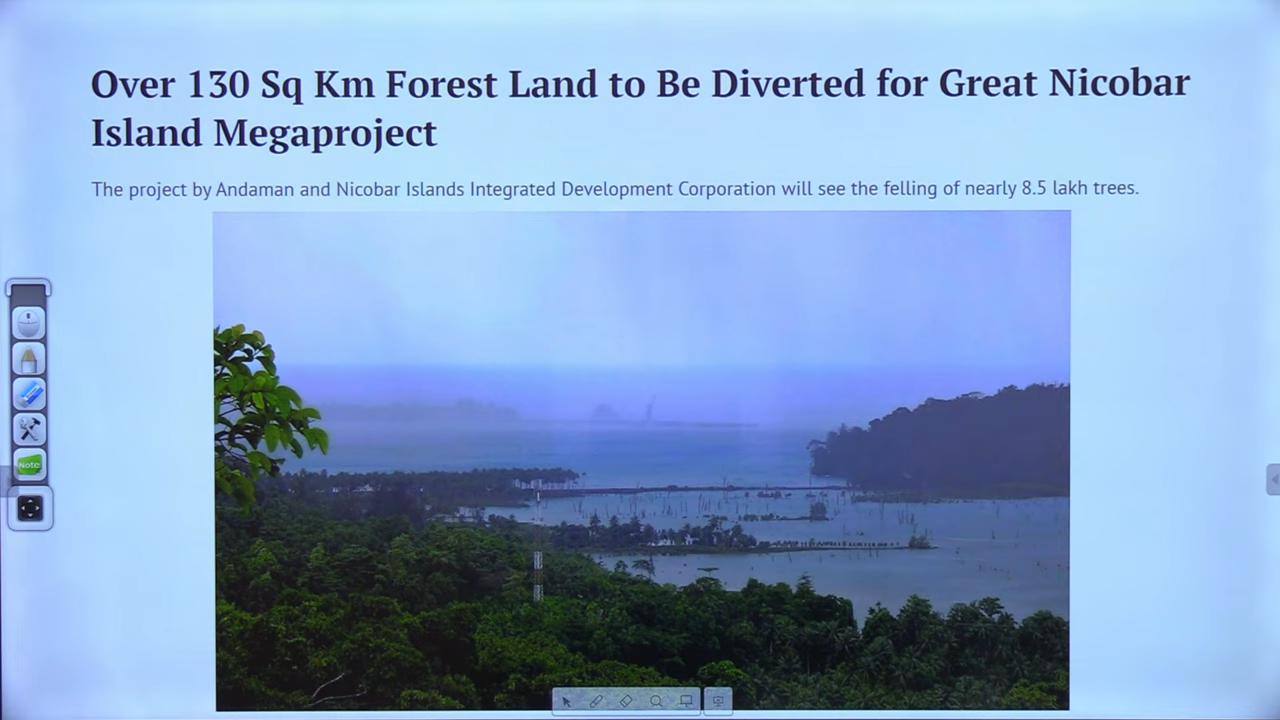 Over 130 Sq Km Forest Land to Be Diverted for Great Nicobar
Island Megaproject
The project by Andaman and Nicobar Islands Integrated Development Corporation will see the felling of nearly 8.5 lakh trees.
Note